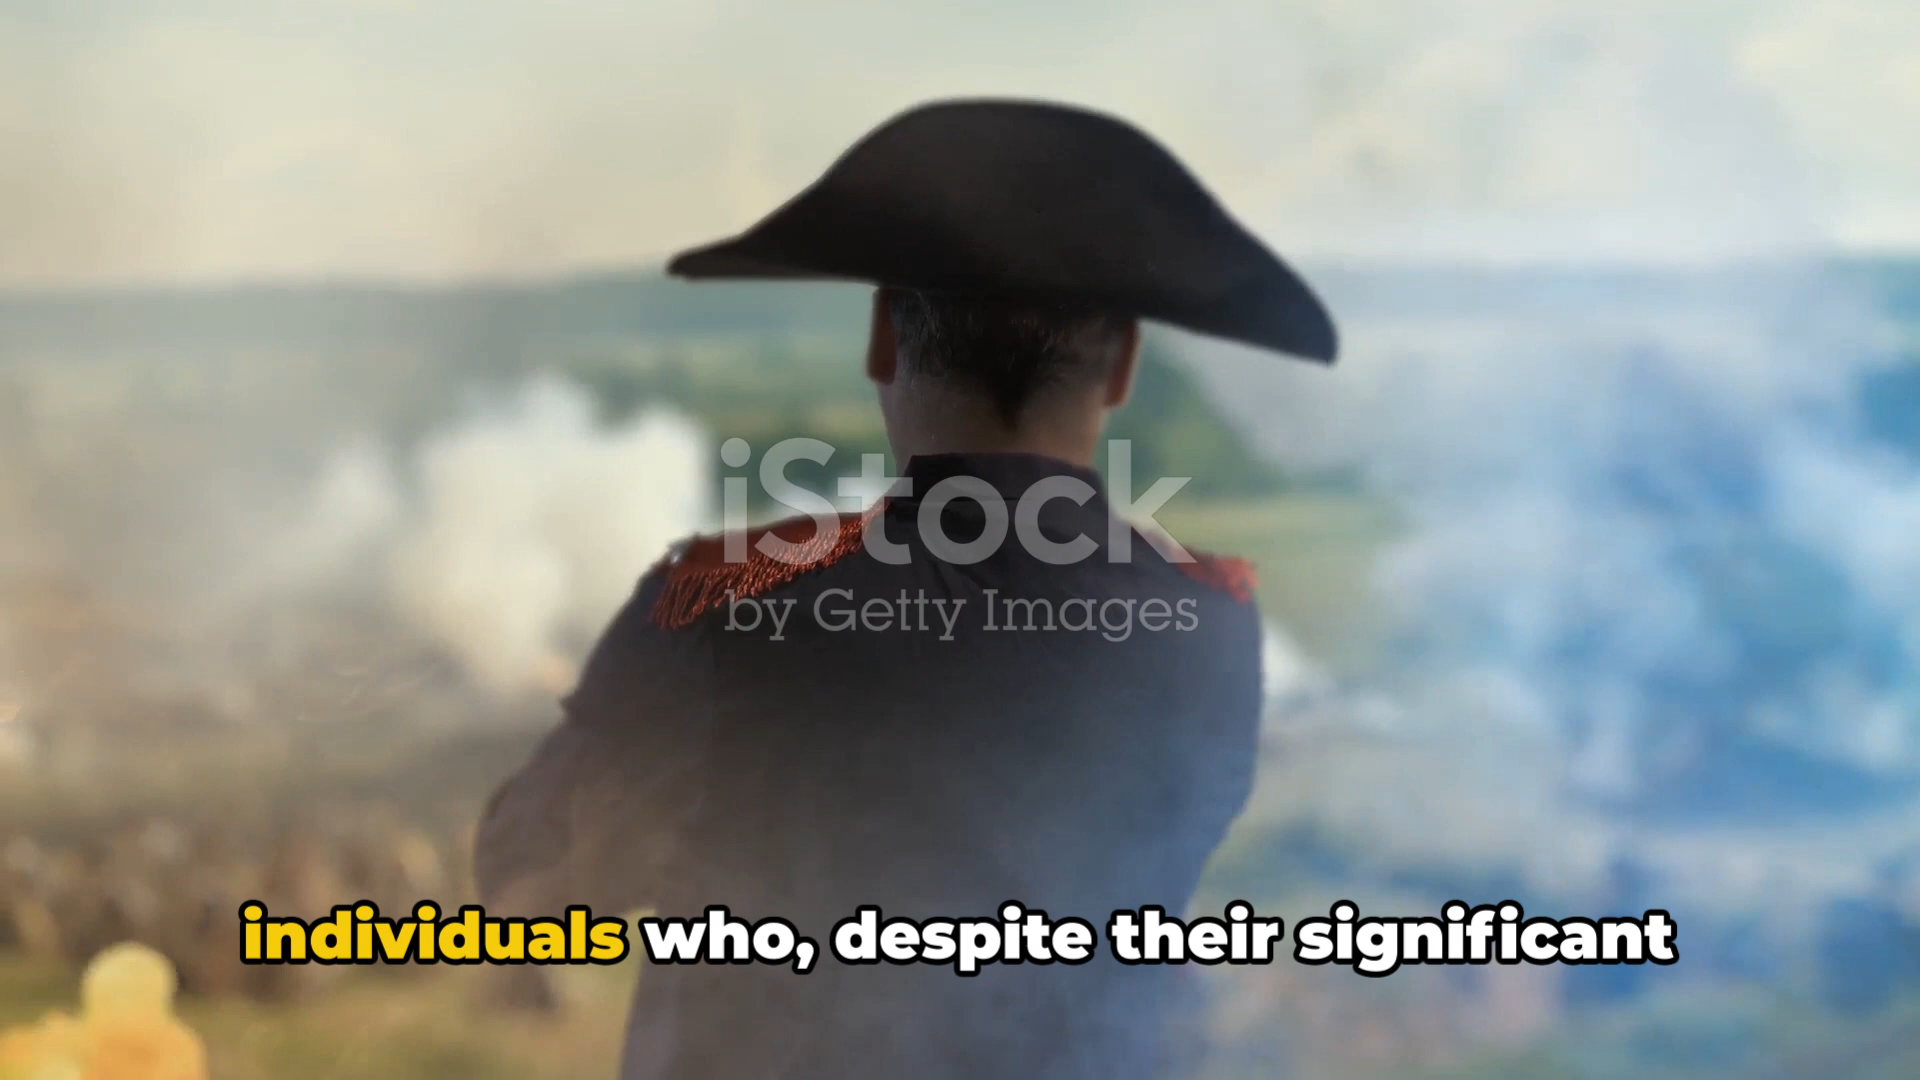 iStock
by Getty Images
individuals who, despite their significant